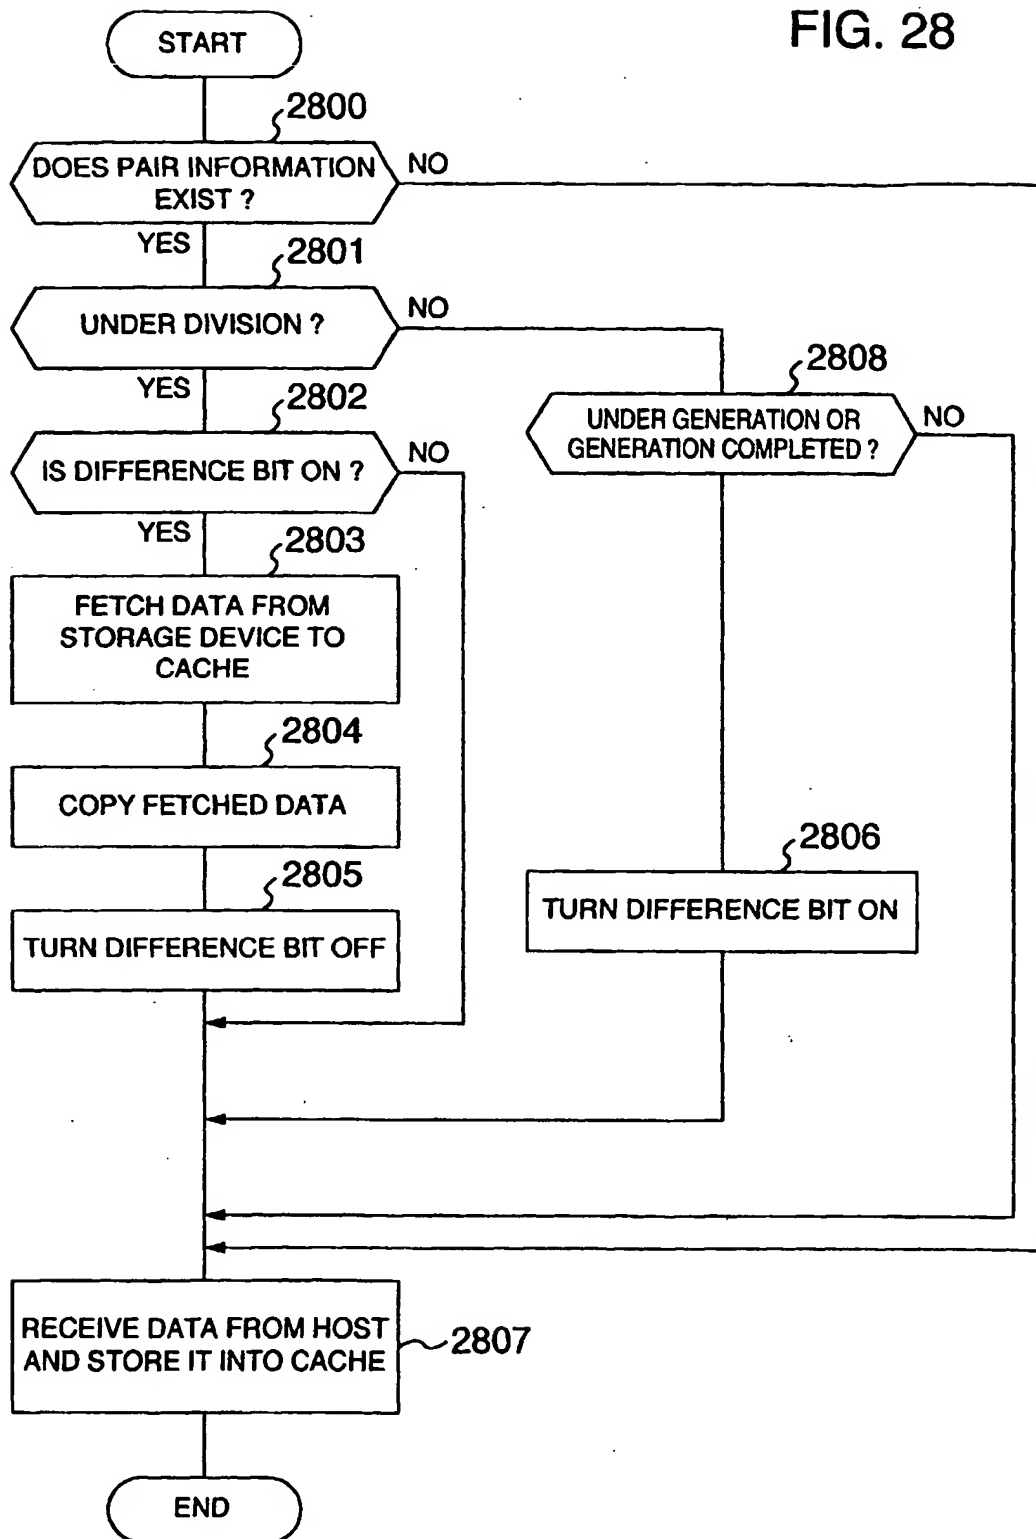 FIG. 28
START
2800
DOES PAIR INFORMATION
EXIST ?
NO
YES
2801
UNDER DIVISION ?
NO
YES
2802
IS DIFFERENCE BIT ON ?
NO
YES
2808
UNDER GENERATION OR
GENERATION COMPLETED ?
NO
2803
FETCH DATA FROM
STORAGE DEVICE TO
CACHE
2804
COPY FETCHED DATA
2805
TURN DIFFERENCE BIT OFF
2806
TURN DIFFERENCE BIT ON
RECEIVE DATA FROM HOST
AND STORE IT INTO CACHE
2807
END